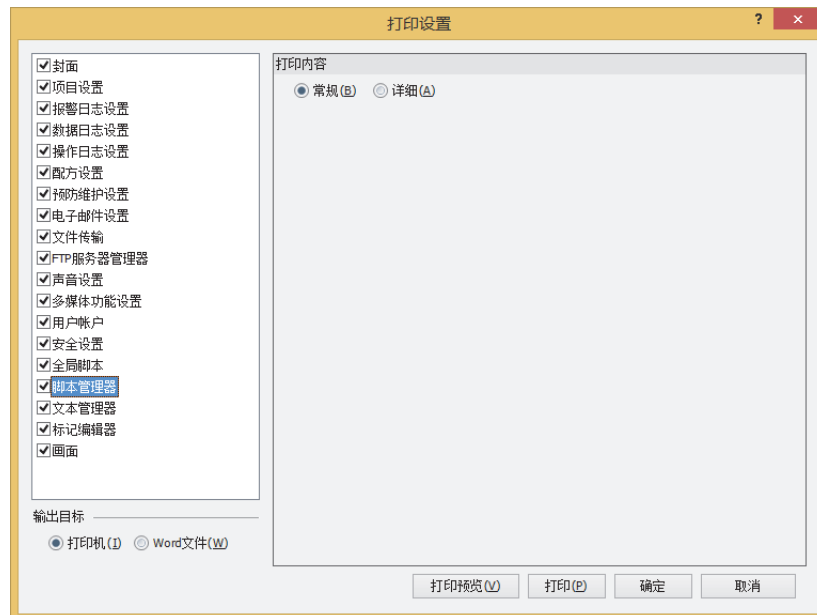 打印设置
?
封面
项目设置
报警日志设置
数据日志设置
操作日志设置
配方设置
预防维护设置
电子邮件设置
文件传输
FTP服务器管理器
声音设置
多媒体功能设置
用户帐户
安全设置
全局脚本
脚本管理器
文本管理器
标记编辑器
画面
输出目标
打印机(I) Word文件(W)
打印内容
常规(B) 详细(A)
打印预览(V) 打印(P) 确定 取消